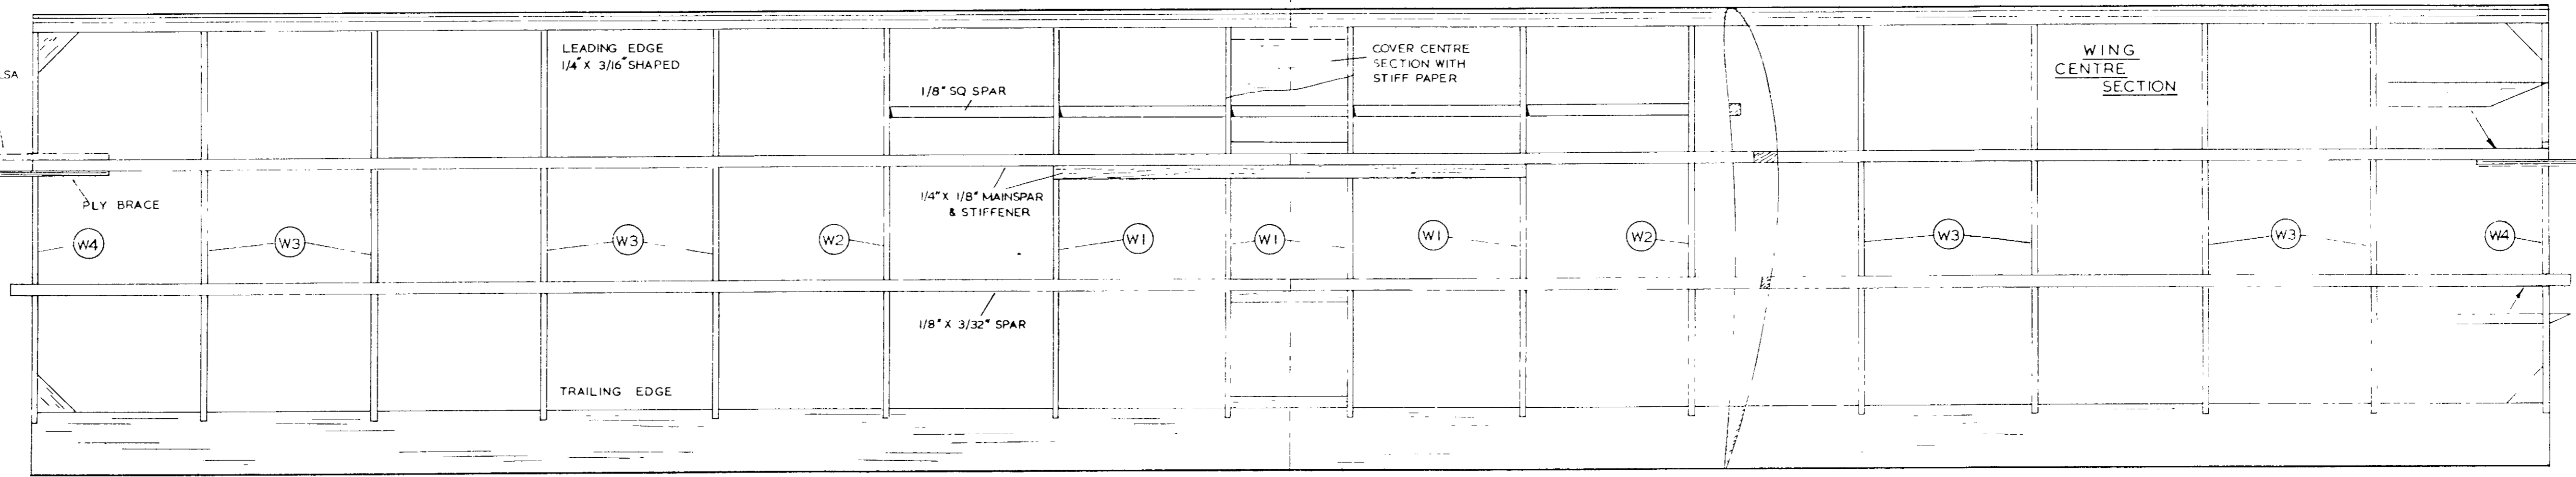 LEADING EDGE
1/4" X 3/16" SHAPED
COVER CENTRE
SECTION WITH
STIFF PAPER
WING
CENTRE
SECTION
LSA
1/8" SQ SPAR
PLY BRACE
1/4" X 1/8" MAINSPAR
& STIFFENER
W4
W3
W3
W2
W1
W1
W1
W2
W3
W3
W4
1/8" X 3/32" SPAR
TRAILING EDGE